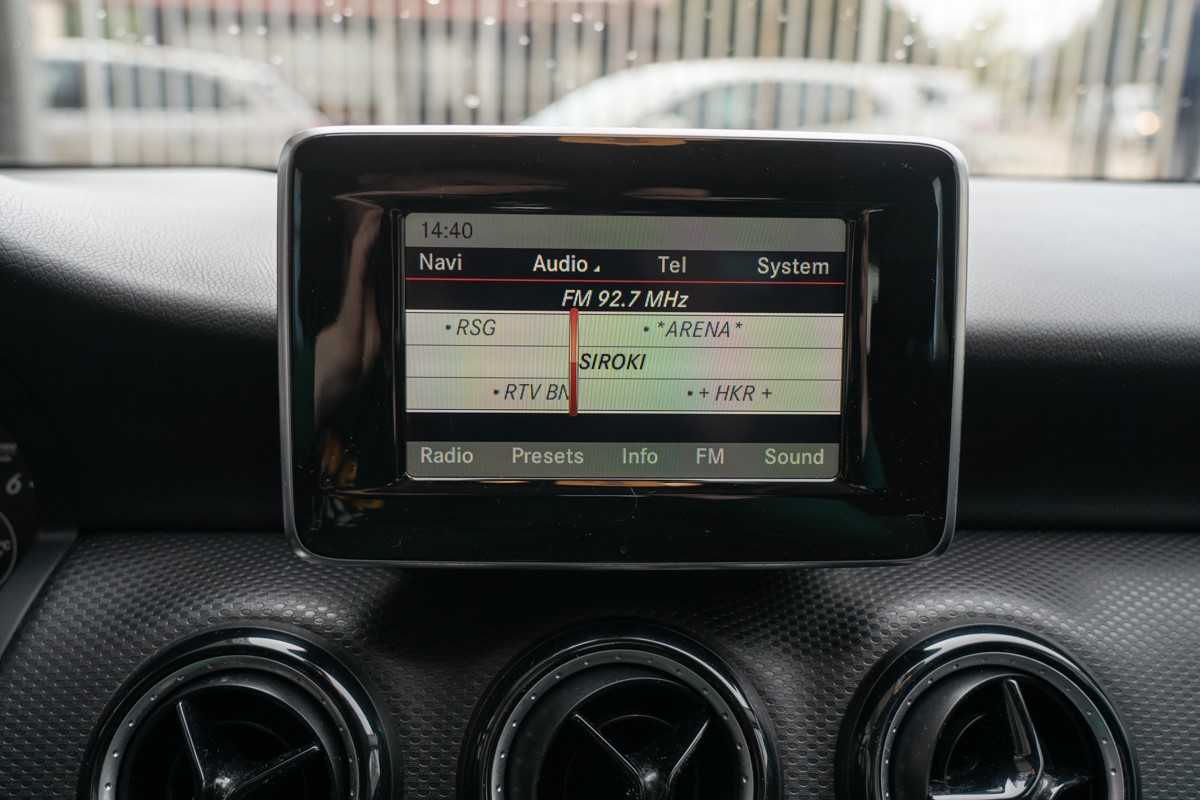 14:40
Navi Audio Tel System
FM 92.7 MHz
• RSG • *ARENA*
SIROKI
• RTV BN • + HKR +
Radio Presets Info FM Sound
6